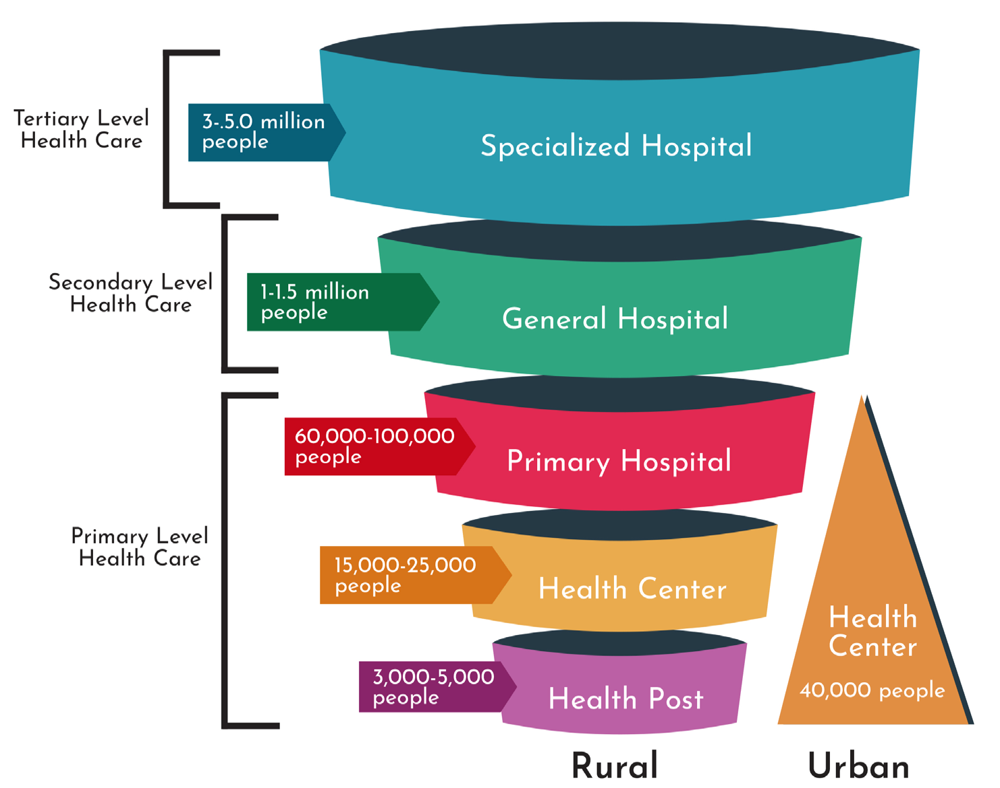 Tertiary Level
Health Care
3-.5.0 million
people
Specialized Hospital
Secondary Level
Health Care
1-1.5 million
people
General Hospital
Primary Level
Health Care
60,000-100,000
people
Primary Hospital
15,000-25,000
people
Health Center
3,000-5,000
people
Health Post
Health
Center
40,000 people
Rural
Urban